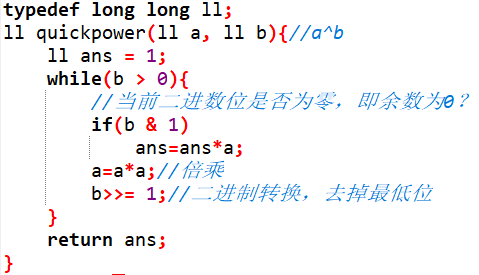 typedef long long ll;
ll quickpower(ll a, ll b){//a^b
    ll ans = 1;
    while(b > 0){
        //当前二进数位是否为零，即余数为0？
        if(b & 1)
            ans=ans*a;
        a=a*a;//倍乘
        b>>= 1;//二进制转换，去掉最低位
    }
    return ans;
}